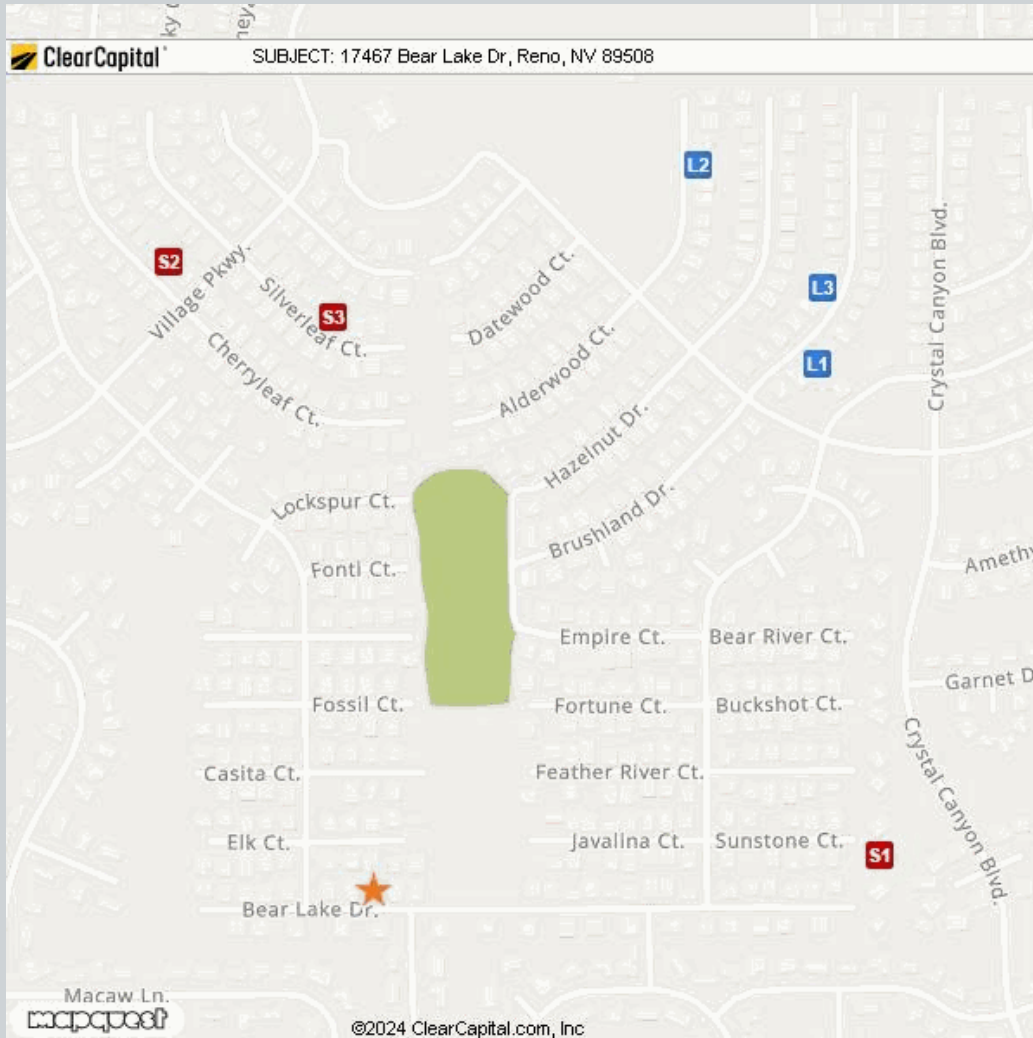 ClearCapital
SUBJECT: 17467 Bear Lake Dr, Reno, NV 89508
L2
Crystal Canyon Blvd.
S2
Village Pkwy.
Silverleaf Ct.
S3
Datewood Ct.
L3
L1
Cherryleaf Ct.
Alderwood Ct.
Hazelnut Dr.
Lockspur Ct.
Brushland Dr.
Fonti Ct.
Empire Ct.
Bear River Ct.
Garnet D
Fossil Ct.
Fortune Ct.
Buckshot Ct.
Crystal Canyon Blvd.
Casita Ct.
Feather River Ct.
Elk Ct.
Javalina Ct.
Sunstone Ct.
S1
Bear Lake Dr.
Macaw Ln.
mapquest
©2024 ClearCapital.com, Inc